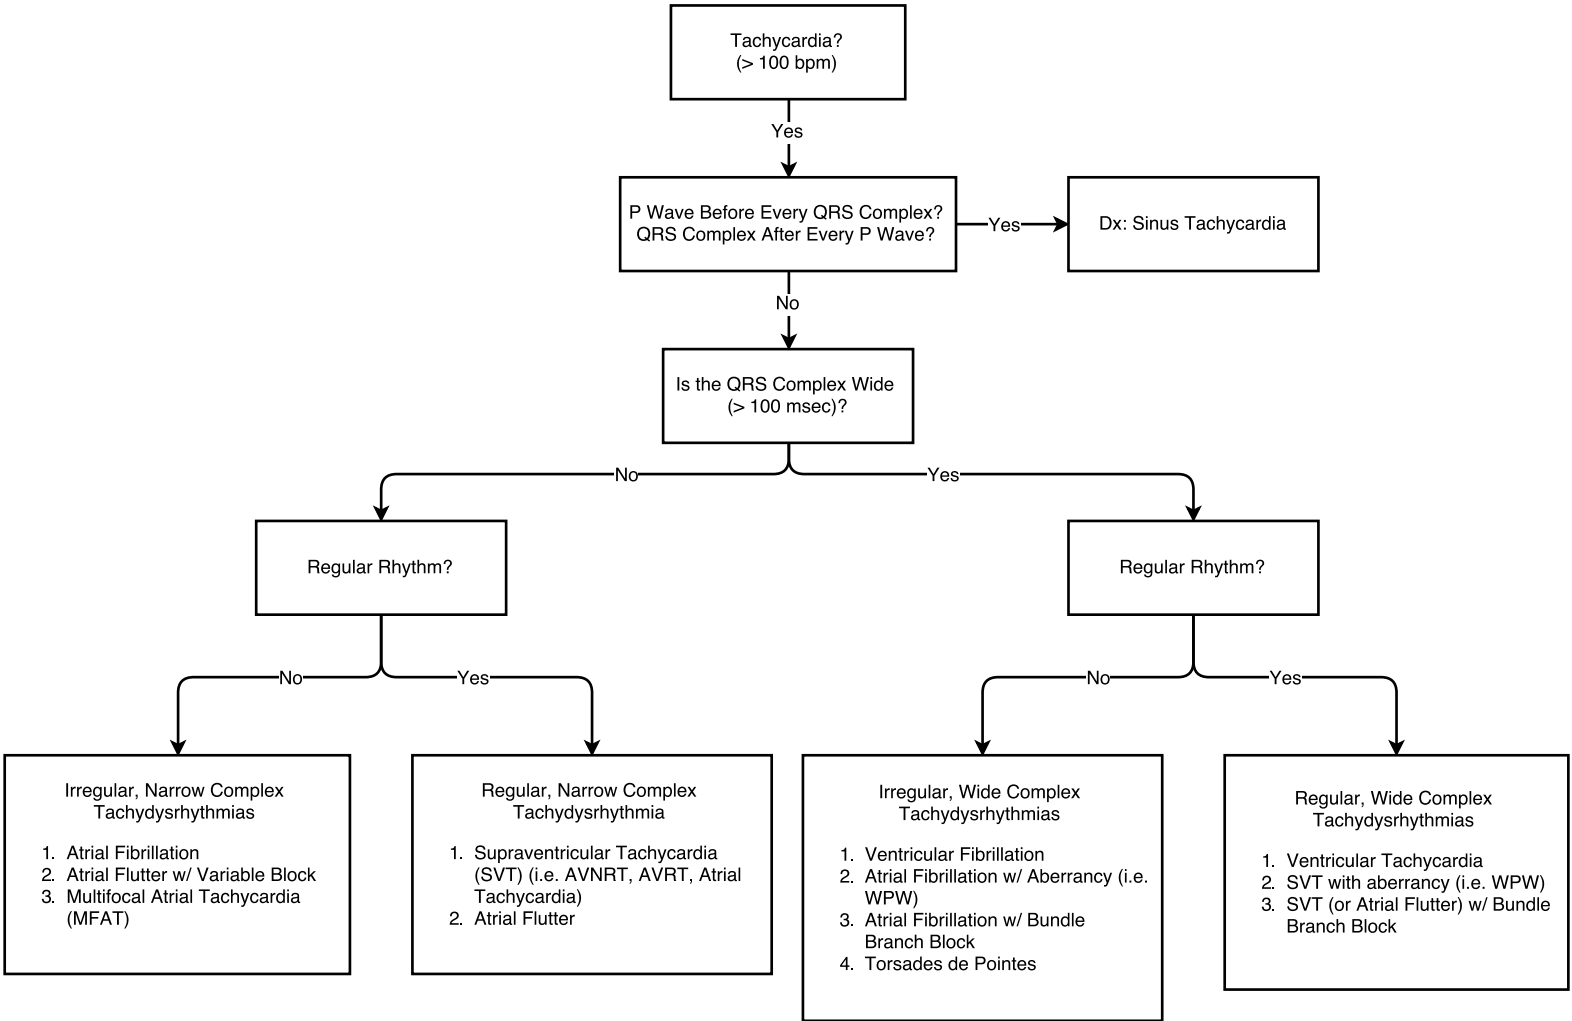 Tachycardia?
(> 100 bpm)
Yes
P Wave Before Every QRS Complex?
QRS Complex After Every P Wave?
Yes
Dx: Sinus Tachycardia
No
Is the QRS Complex Wide
(> 100 msec)?
No
Yes
Regular Rhythm?
Regular Rhythm?
No
Yes
No
Yes
Irregular, Narrow Complex
Tachydysrhythmias
1. Atrial Fibrillation
2. Atrial Flutter w/ Variable Block
3. Multifocal Atrial Tachycardia
(MFAT)
Regular, Narrow Complex
Tachydysrhythmia
1. Supraventricular Tachycardia
(SVT) (i.e. AVNRT, AVRT, Atrial
Tachycardia)
2. Atrial Flutter
Irregular, Wide Complex
Tachydysrhythmias
1. Ventricular Fibrillation
2. Atrial Fibrillation w/ Aberrancy (i.e.
WPW)
3. Atrial Fibrillation w/ Bundle
Branch Block
4. Torsades de Pointes
Regular, Wide Complex
Tachydysrhythmias
1. Ventricular Tachycardia
2. SVT with aberrancy (i.e. WPW)
3. SVT (or Atrial Flutter) w/ Bundle
Branch Block